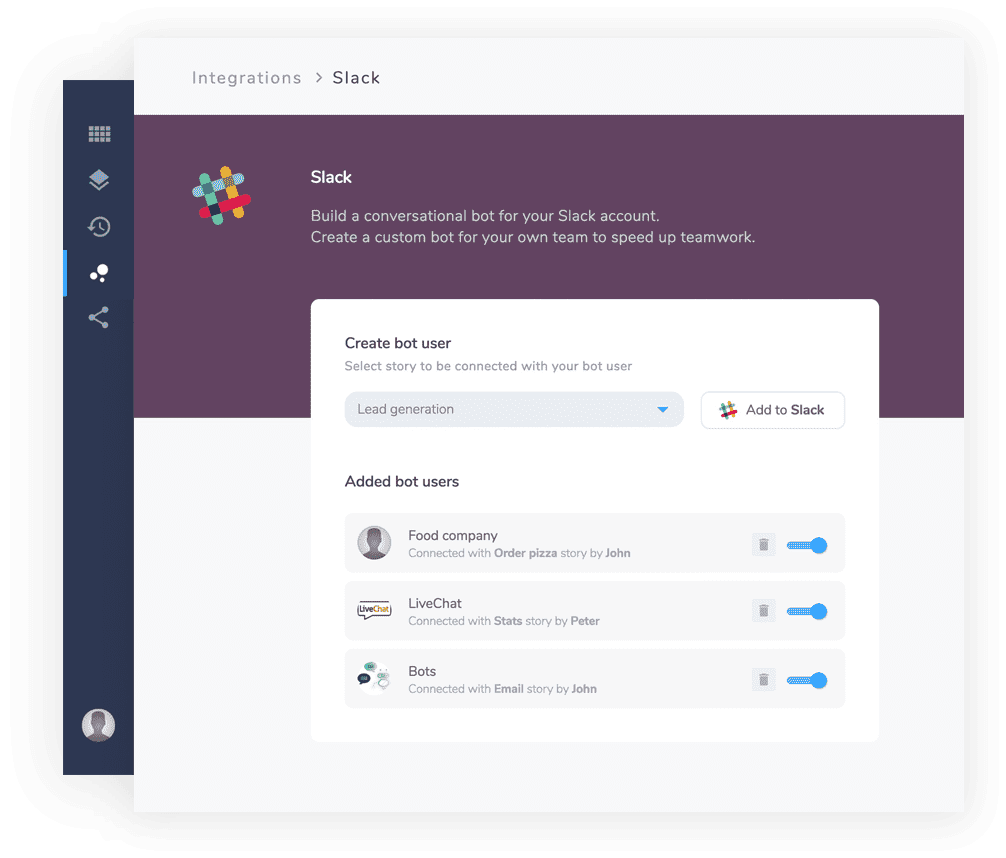 Integrations > Slack
Slack
Build a conversational bot for your Slack account.
Create a custom bot for your own team to speed up teamwork.
Create bot user
Select story to be connected with your bot user
Lead generation
Add to Slack
Added bot users
Food company
Connected with Order pizza story by John
LiveChat
LiveChat
Connected with Stats story by Peter
Bots
Connected with Email story by John